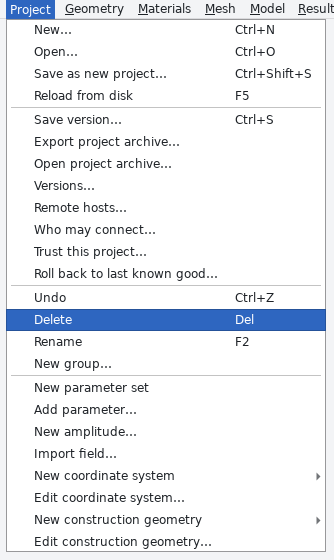 Project Geometry Materials Mesh Model Result
New... Ctrl+N
Open... Ctrl+O
Save as new project... Ctrl+Shift+S
Reload from disk F5
Save version... Ctrl+S
Export project archive...
Open project archive...
Versions...
Remote hosts...
Who may connect...
Trust this project...
Roll back to last known good...
Undo Ctrl+Z
Delete Del
Rename F2
New group...
New parameter set
Add parameter...
New amplitude...
Import field...
New coordinate system
Edit coordinate system...
New construction geometry
Edit construction geometry...